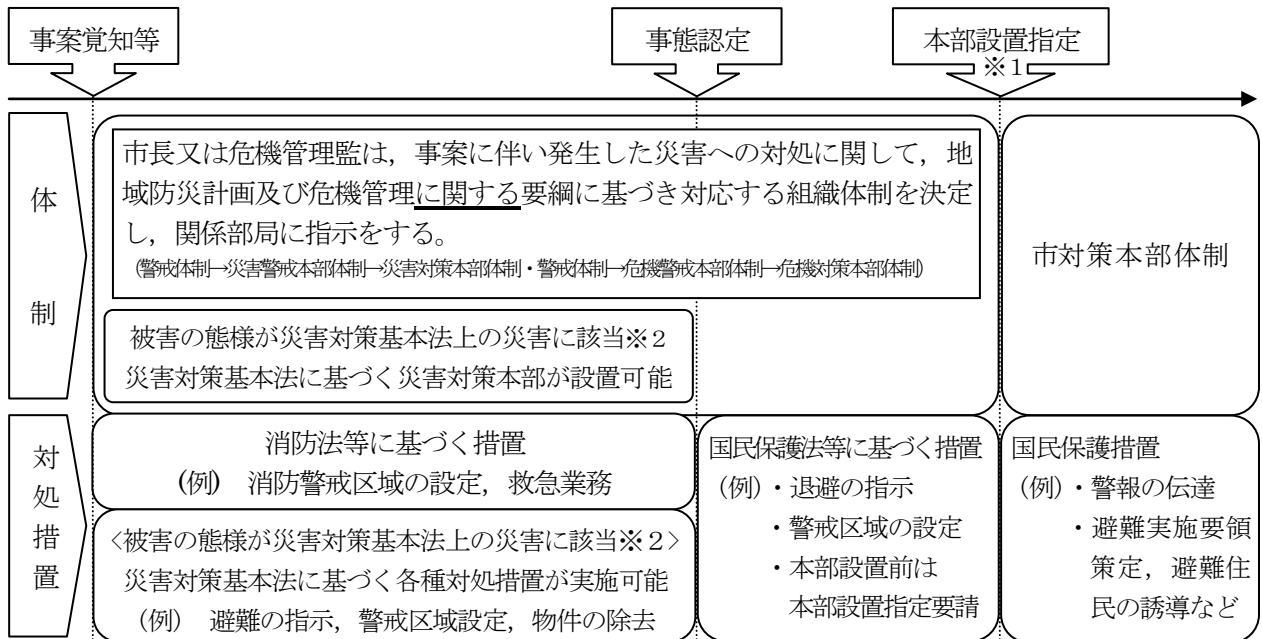 事案覚知等
事態認定
本部設置指定
※1
体制
市長又は危機管理監は，事案に伴い発生した災害への対処に関して，地
域防災計画及び危機管理に関する要綱に基づき対応する組織体制を決定
し，関係部局に指示をする。
(警戒体制→災害警戒本部体制→災害対策本部体制・警戒体制→危機警戒本部体制→危機対策本部体制)
被害の態様が災害対策基本法上の災害に該当※２
災害対策基本法に基づく災害対策本部が設置可能
市対策本部体制
対処措置
消防法等に基づく措置
(例)　消防警戒区域の設定，救急業務
<被害の態様が災害対策基本法上の災害に該当※２>
災害対策基本法に基づく各種対処措置が実施可能
(例)　避難の指示，警戒区域設定，物件の除去
国民保護法等に基づく措置
(例)・退避の指示
・警戒区域の設定
・本部設置前は
本部設置指定要請
国民保護措置
(例)・警報の伝達
・避難実施要領
策定，避難住
民の誘導など